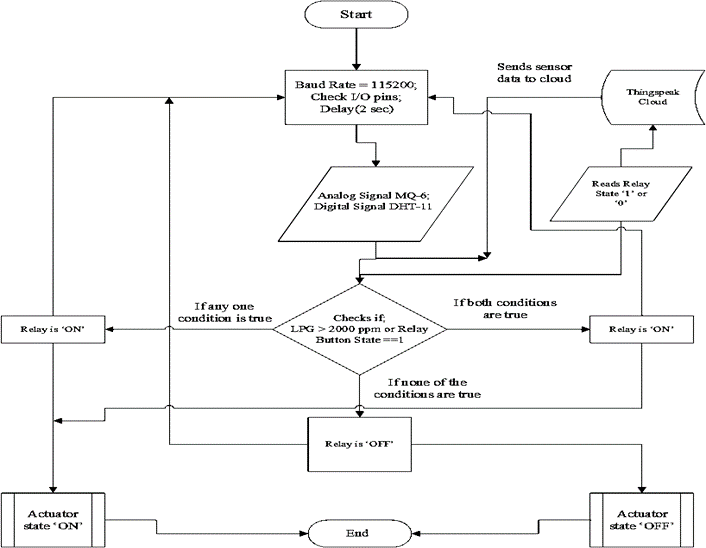 Start
Sends sensor
data to cloud
Baud Rate = 115200;
Check I/O pins;
Delay(2 sec)
Thingspeak
Cloud
Analog Signal MQ-6;
Digital Signal DHT-11
Reads Relay
State ‘1’ or
‘0’
If any one
condition is true
If both conditions
are true
Relay is ‘ON’
Checks if;
LPG > 2000 ppm or Relay
Button State ==1
Relay is ‘ON’
If none of the
conditions are true
Relay is ‘OFF’
Actuator
state ‘ON’
End
Actuator
state ‘OFF’